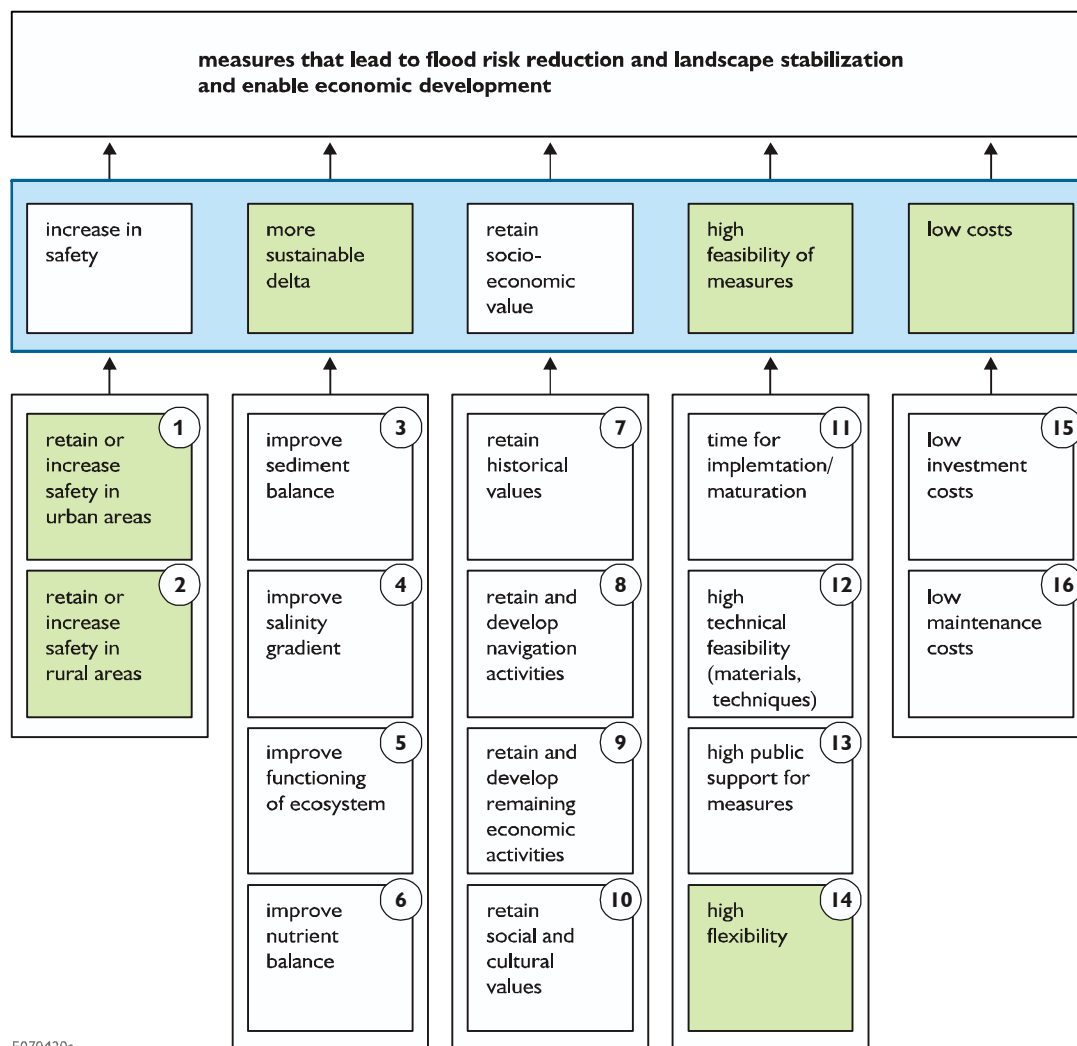 measures that lead to flood risk reduction and landscape stabilization
and enable economic development
increase in
safety
more
sustainable
delta
retain
socio-
economic
value
high
feasibility of
measures
low costs
1
retain or
increase
safety in
urban areas
2
retain or
increase
safety in
rural areas
3
improve
sediment
balance
4
improve
salinity
gradient
5
improve
functioning
of ecosystem
6
improve
nutrient
balance
7
retain
historical
values
8
retain and
develop
navigation
activities
9
retain and
develop
remaining
economic
activities
10
retain
social and
cultural
values
11
time for
implemtation/
maturation
12
high
technical
feasibility
(materials,
techniques)
13
high public
support for
measures
14
high
flexibility
15
low
investment
costs
16
low
maintenance
costs